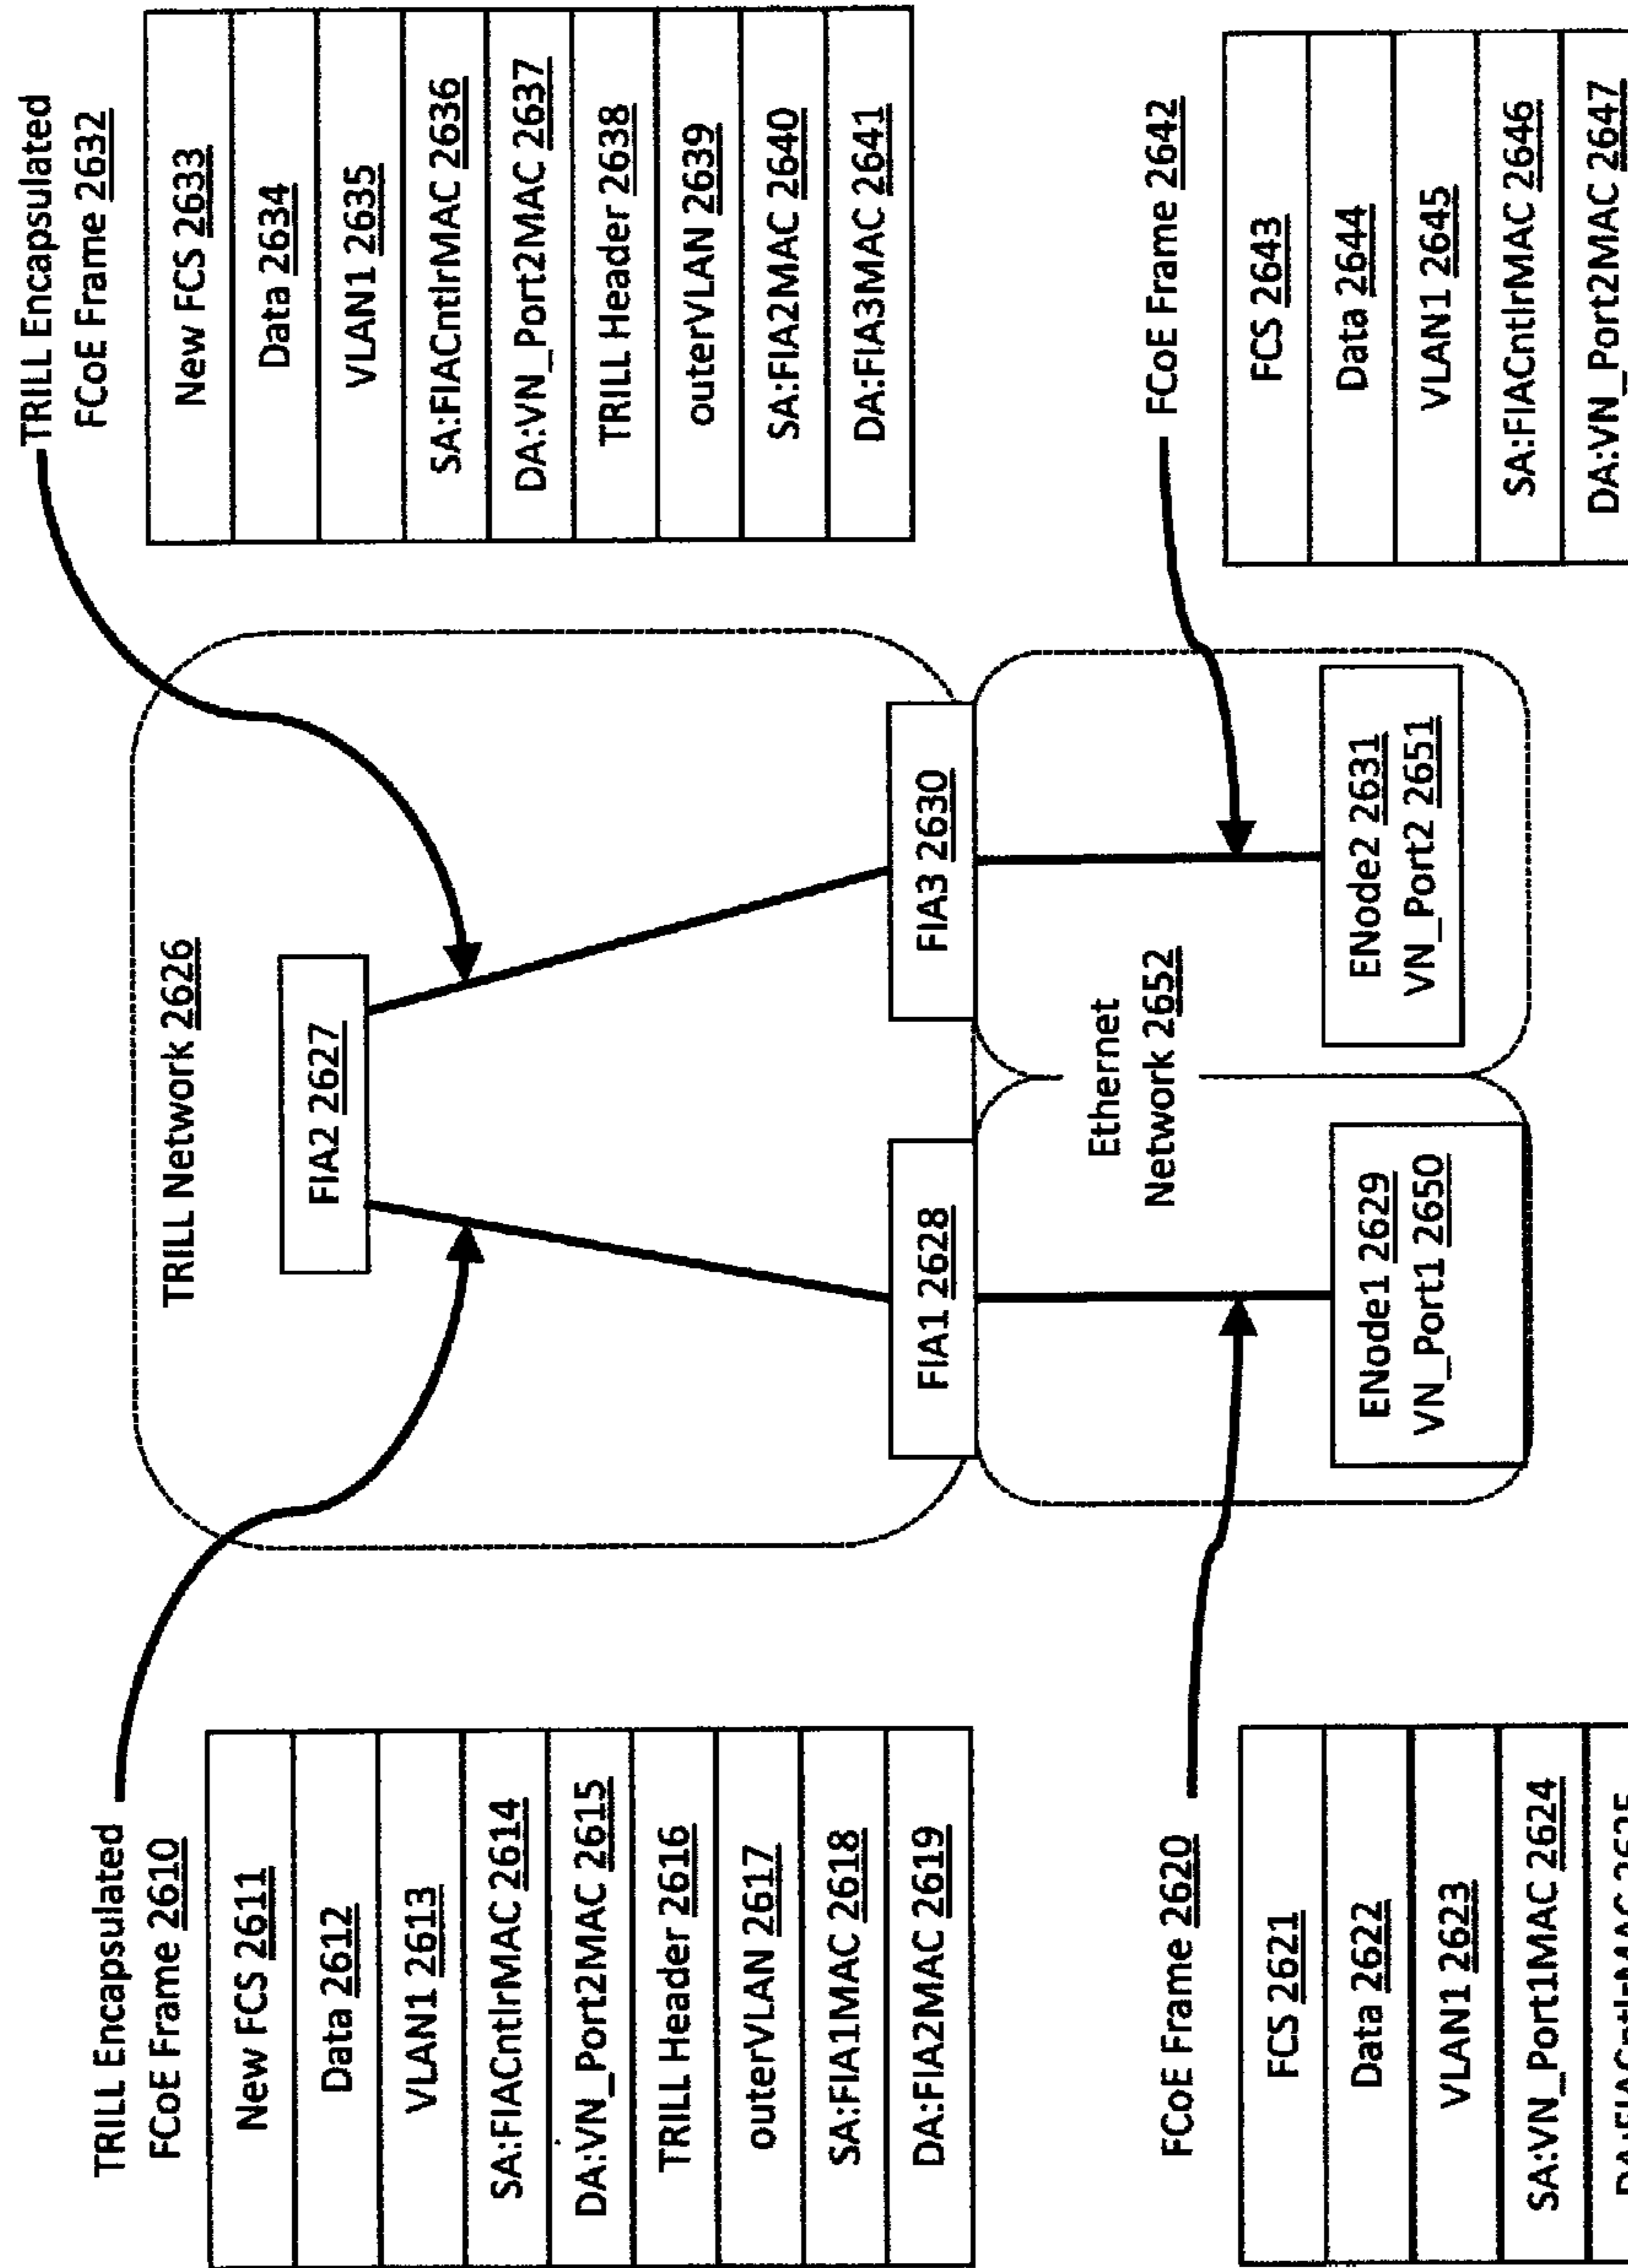 TRILL Encapsulated
FCoE Frame 2610
New FCS 2611
Data 2612
VLAN1 2613
SA:FIACntlrMAC 2614
DA:VN_Port2MAC 2615
TRILL Header 2616
outerVLAN 2617
SA:FIA1MAC 2618
DA:FIA2MAC 2619
FCoE Frame 2620
FCS 2621
Data 2622
VLAN1 2623
SA:VN_Port1MAC 2624
DA:FIACntlrMAC 2625
TRILL Network 2626
FIA2 2627
FIA1 2628
FIA3 2630
Ethernet
Network 2652
ENode1 2629
VN_Port1 2650
ENode2 2631
VN_Port2 2651
TRILL Encapsulated
FCoE Frame 2632
New FCS 2633
Data 2634
VLAN1 2635
SA:FIACntlrMAC 2636
DA:VN_Port2MAC 2637
TRILL Header 2638
outerVLAN 2639
SA:FIA2MAC 2640
DA:FIA3MAC 2641
FCoE Frame 2642
FCS 2643
Data 2644
VLAN1 2645
SA:FIACntlrMAC 2646
DA:VN_Port2MAC 2647